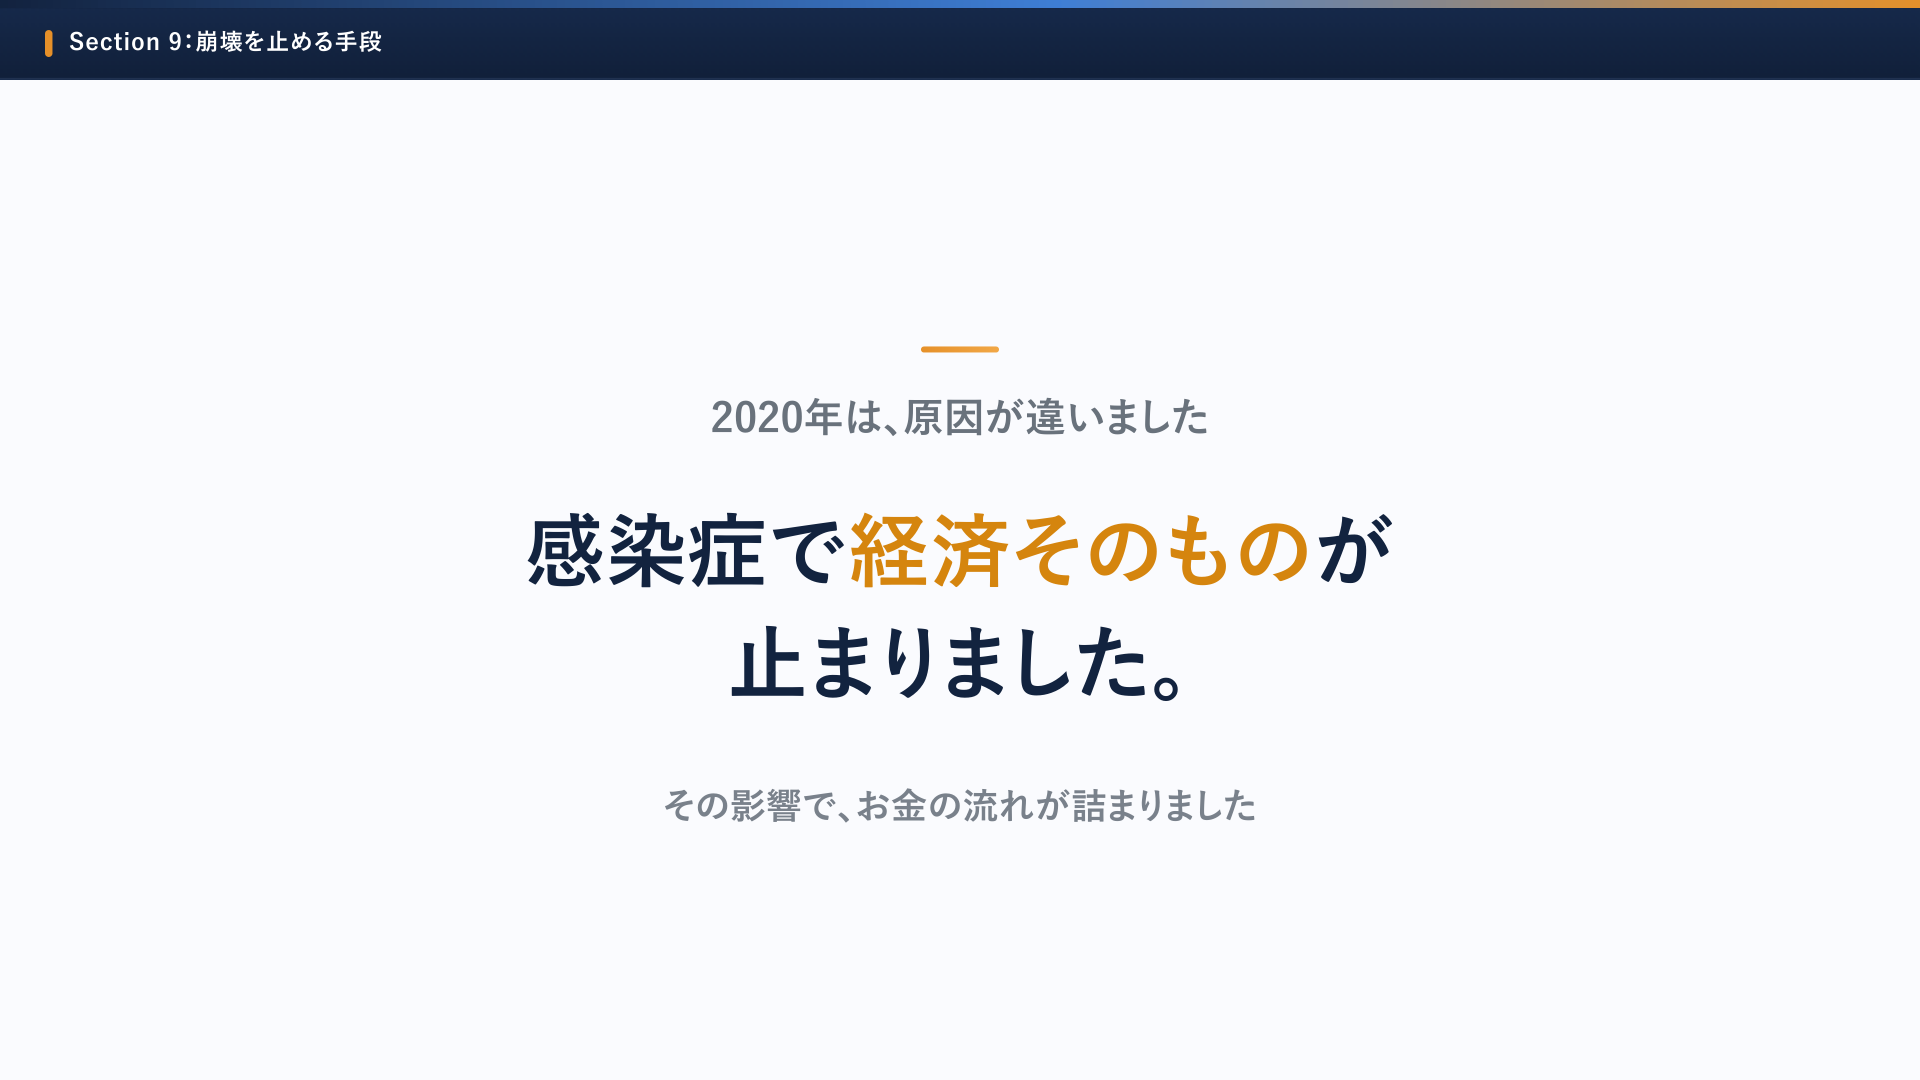 Section 9：崩壊を止める手段
2020年は、原因が違いました
感染症で経済そのものが
止まりました。
その影響で、お金の流れが詰まりました